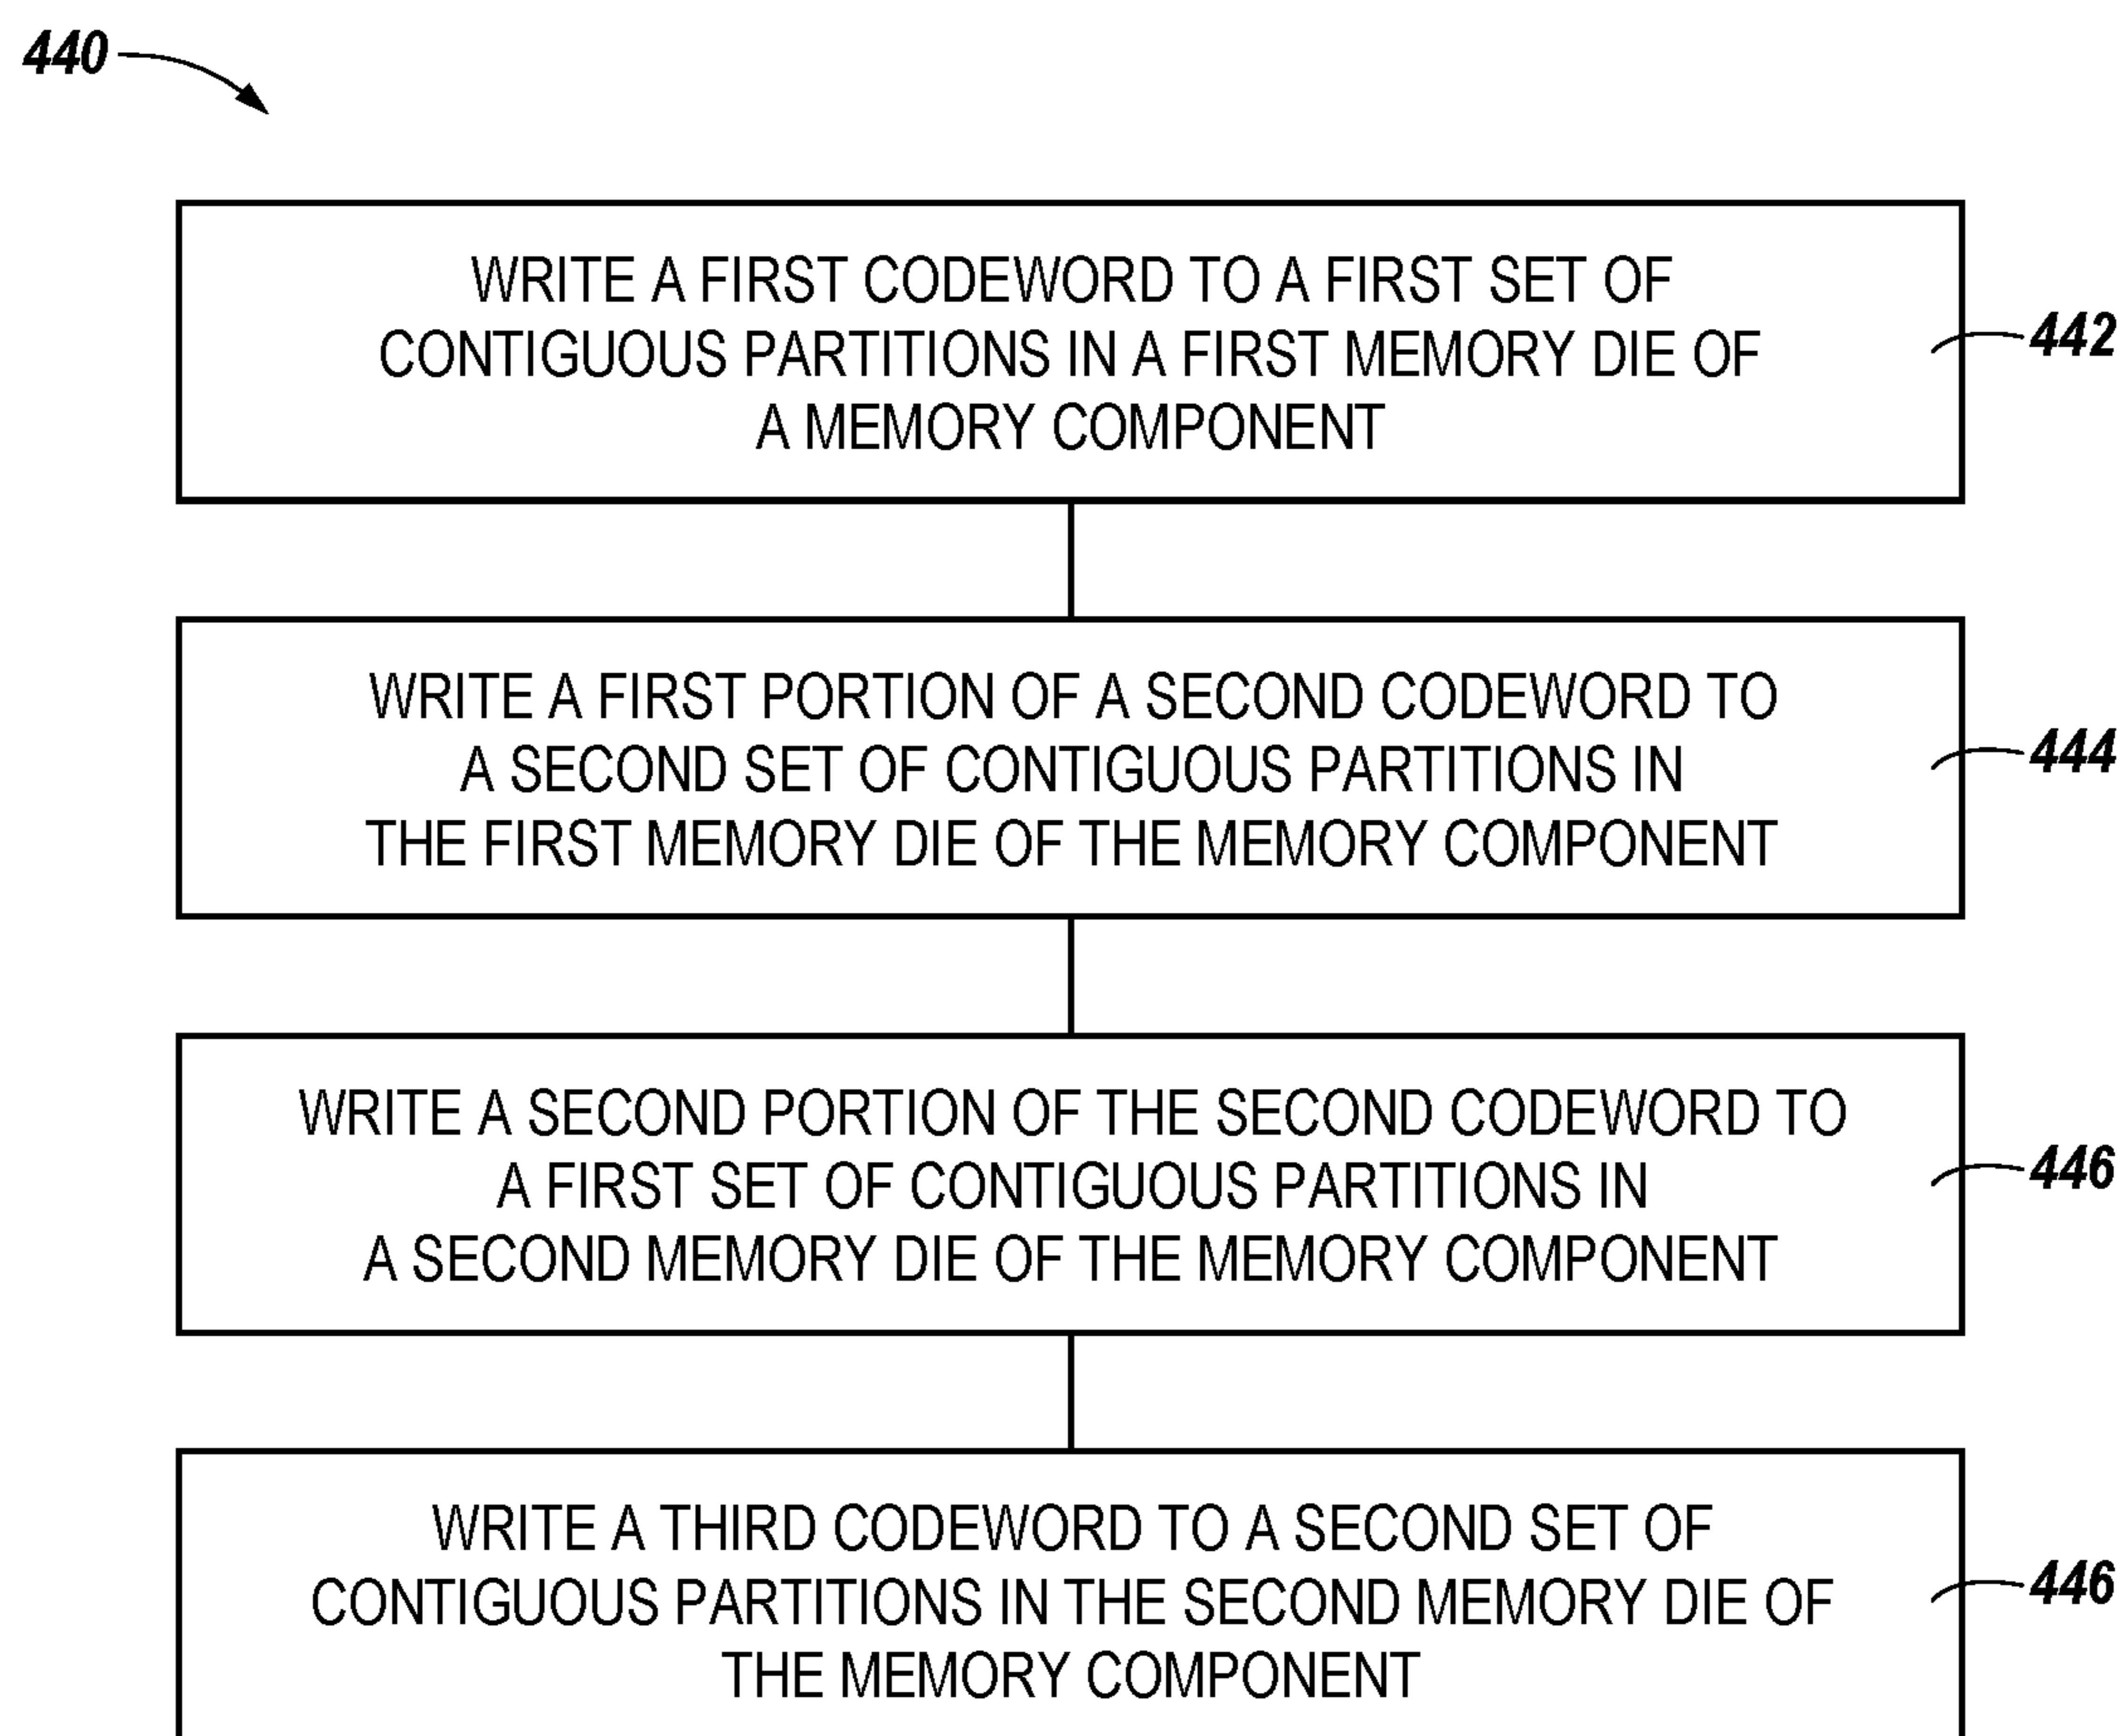 440
WRITE A FIRST CODEWORD TO A FIRST SET OF
CONTIGUOUS PARTITIONS IN A FIRST MEMORY DIE OF
A MEMORY COMPONENT
442
WRITE A FIRST PORTION OF A SECOND CODEWORD TO
A SECOND SET OF CONTIGUOUS PARTITIONS IN
THE FIRST MEMORY DIE OF THE MEMORY COMPONENT
444
WRITE A SECOND PORTION OF THE SECOND CODEWORD TO
A FIRST SET OF CONTIGUOUS PARTITIONS IN
A SECOND MEMORY DIE OF THE MEMORY COMPONENT
446
WRITE A THIRD CODEWORD TO A SECOND SET OF
CONTIGUOUS PARTITIONS IN THE SECOND MEMORY DIE OF
THE MEMORY COMPONENT
446